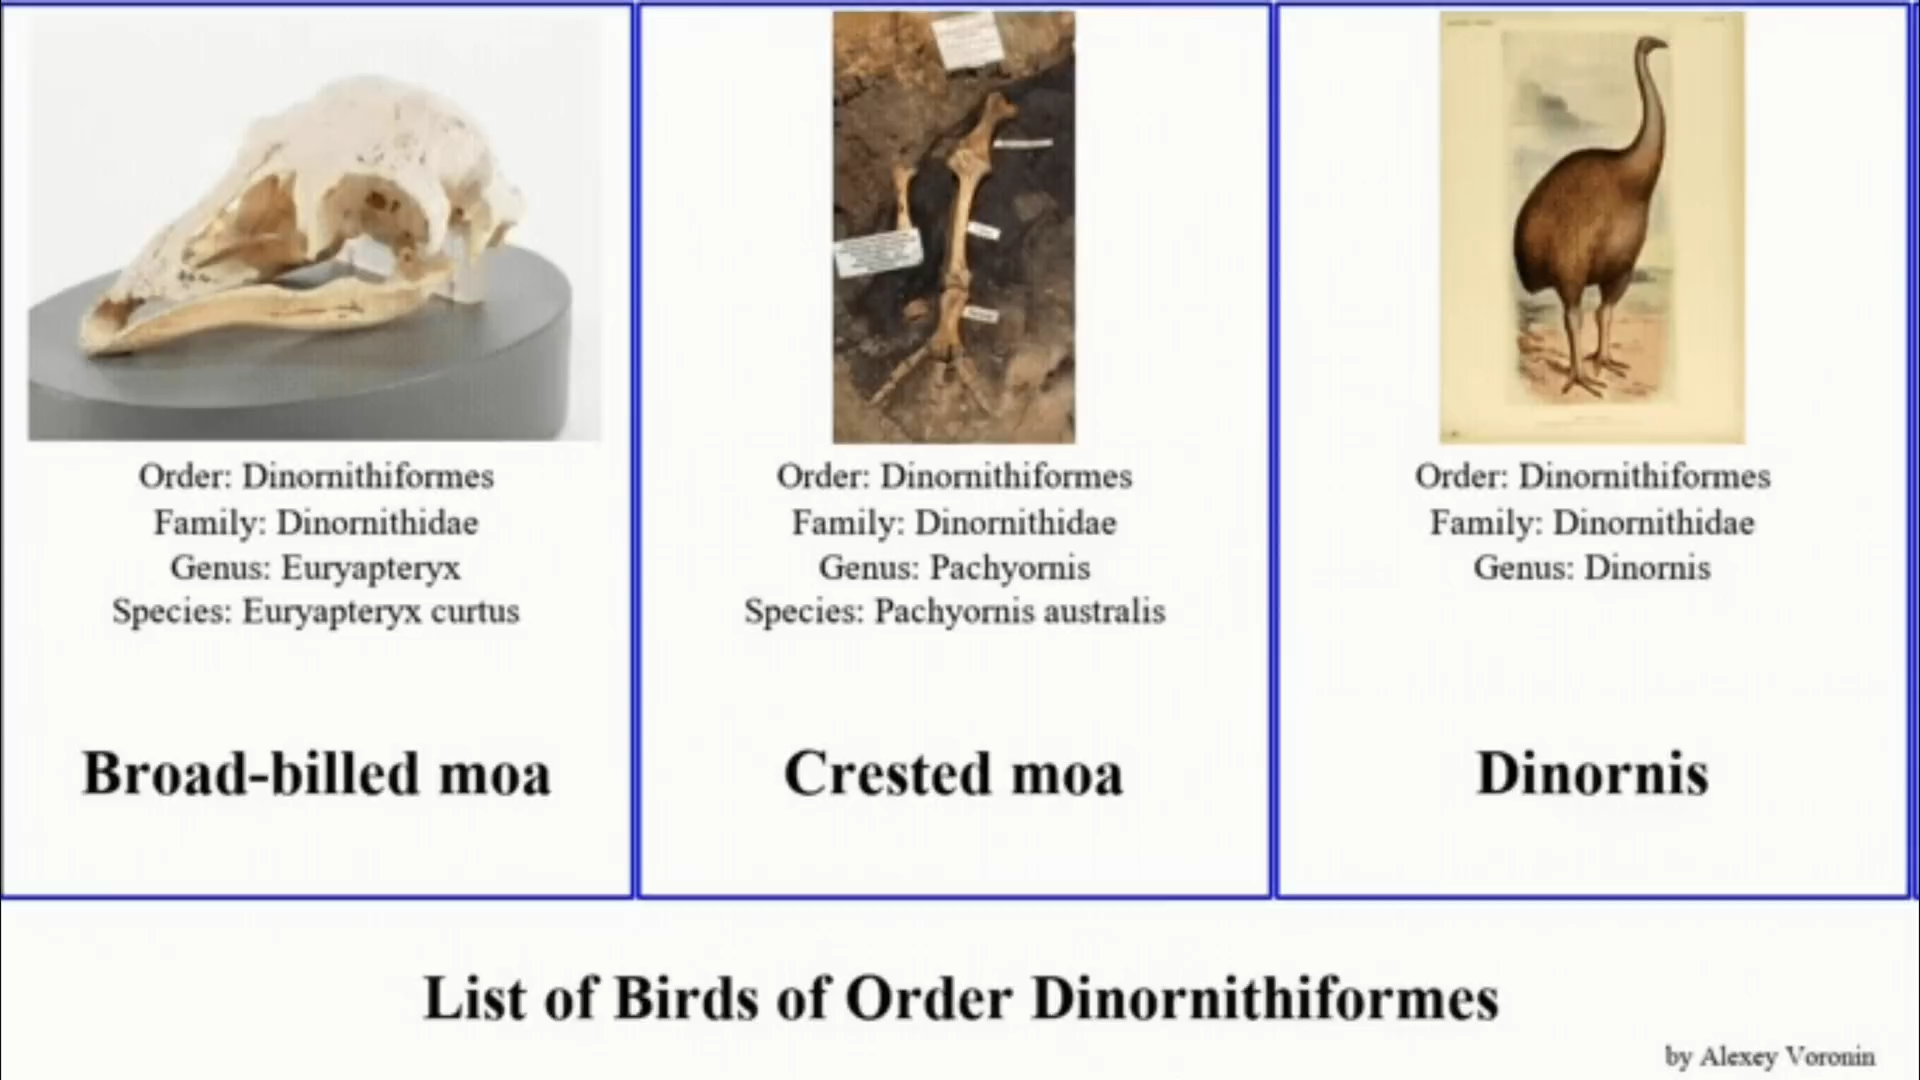 Order: Dinornithiformes
Family: Dinornithidae
Genus: Euryapteryx
Species: Euryapteryx curtus
Broad-billed moa
Order: Dinornithiformes
Family: Dinornithidae
Genus: Pachyornis
Species: Pachyornis australis
Crested moa
Order: Dinornithiformes
Family: Dinornithidae
Genus: Dinornis
Dinornis
List of Birds of Order Dinornithiformes
by Alexey Voronin